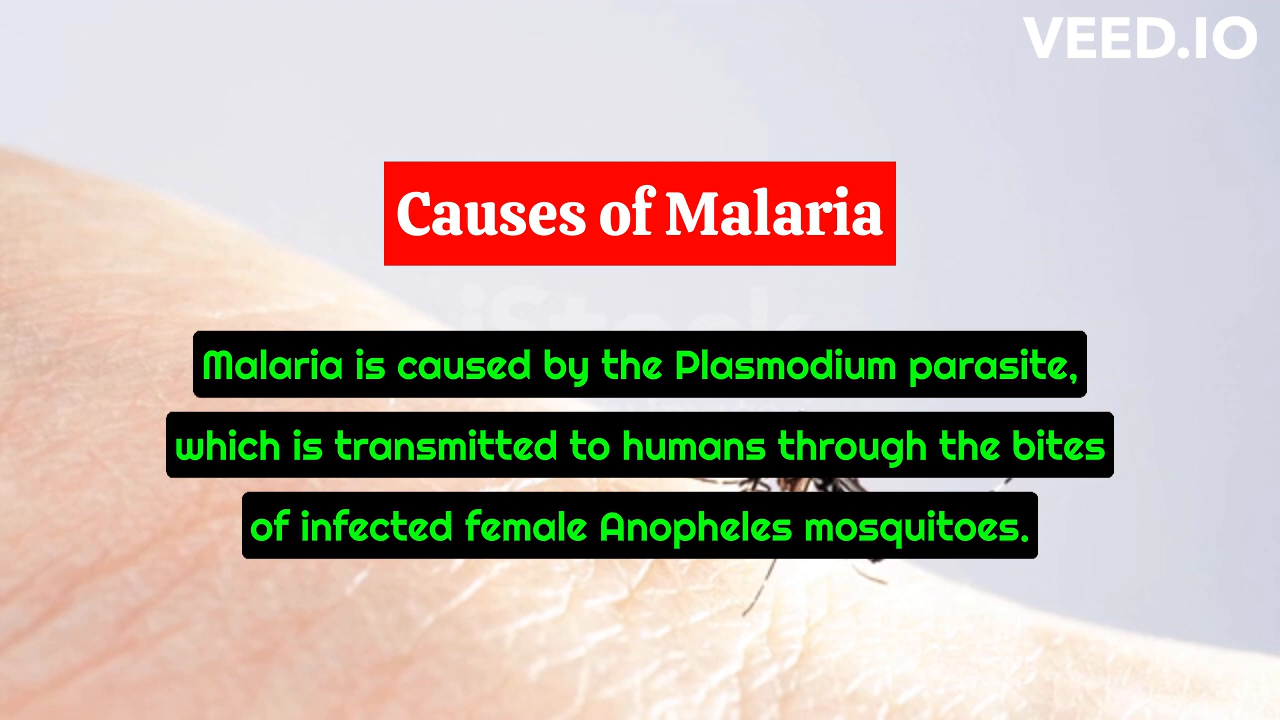 VEED.IO
Causes of Malaria
iStock
Malaria is caused by the Plasmodium parasite,
which is transmitted to humans through the bites
of infected female Anopheles mosquitoes.